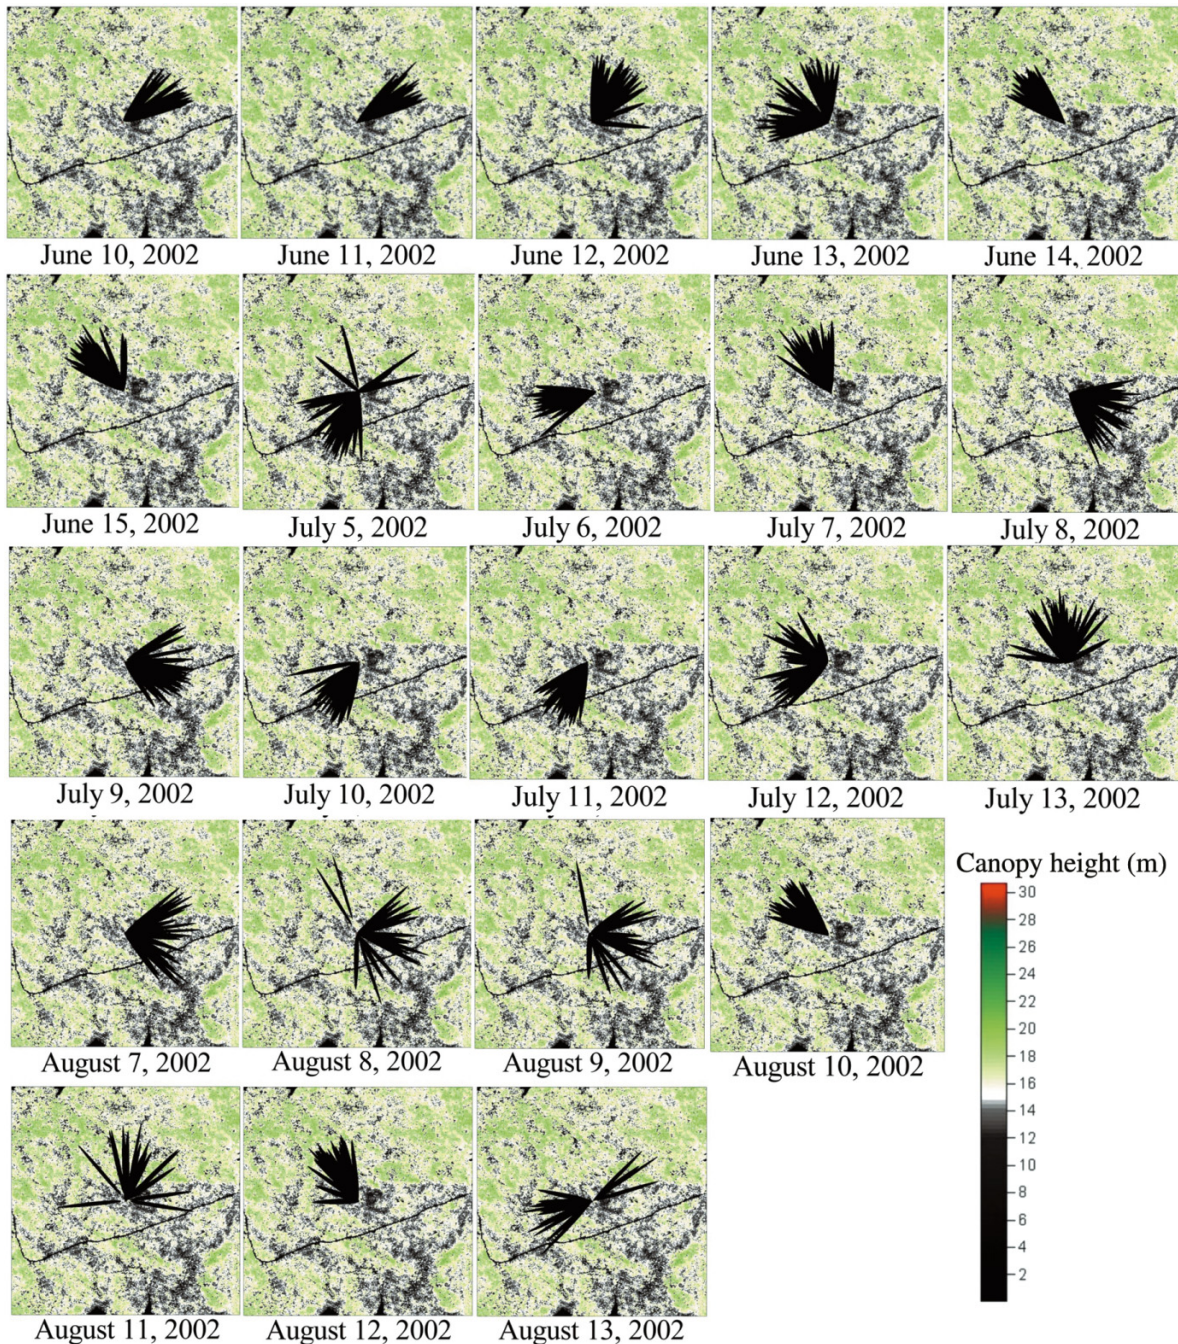 June 10, 2002 June 11, 2002 June 12, 2002 June 13, 2002 June 14, 2002
June 15, 2002 July 5, 2002 July 6, 2002 July 7, 2002 July 8, 2002
July 9, 2002 July 10, 2002 July 11, 2002 July 12, 2002 July 13, 2002
Canopy height (m)
30
28
26
24
22
20
18
16
14
12
10
8
6
4
2
August 7, 2002 August 8, 2002 August 9, 2002 August 10, 2002
August 11, 2002 August 12, 2002 August 13, 2002